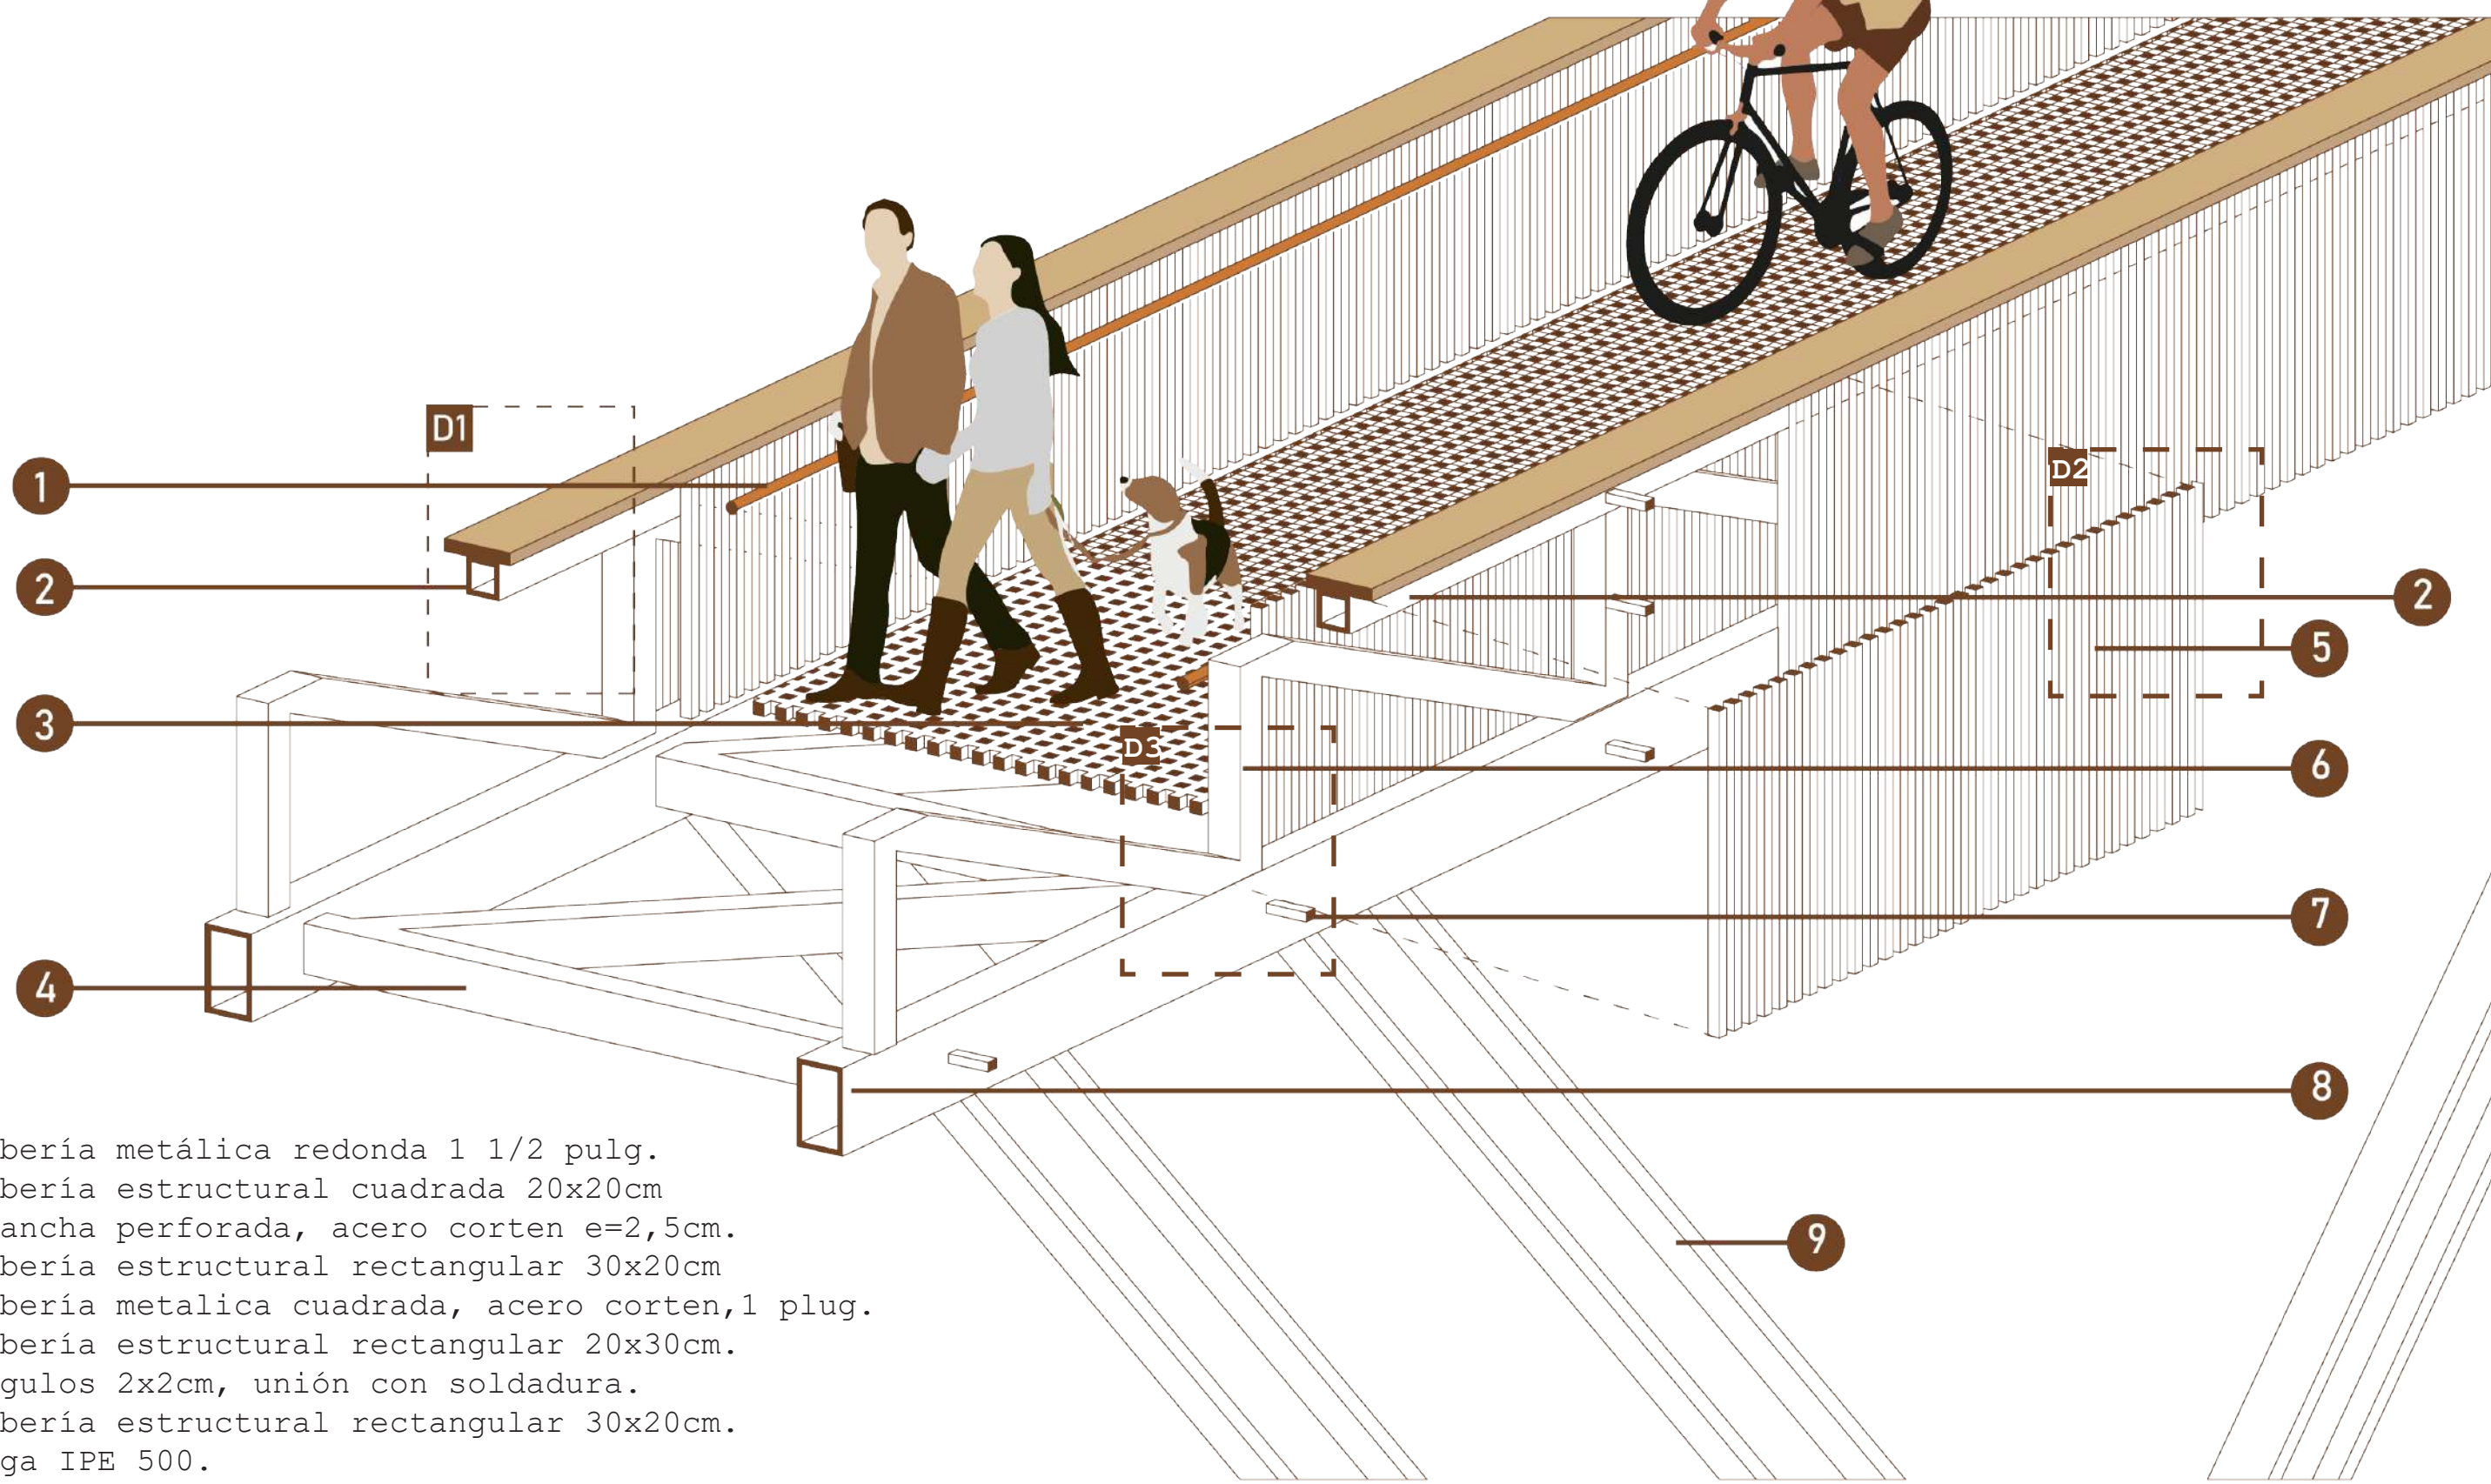 D1
1
D2
2
2
5
3
D3
6
7
4
8
bería metálica redonda 1 1/2 pulg.
bería estructural cuadrada 20x20cm
ancha perforada, acero corten e=2,5cm.
bería estructural rectangular 30x20cm
bería metalica cuadrada, acero corten,1 plug.
bería estructural rectangular 20x30cm.
gulos 2x2cm, unión con soldadura.
bería estructural rectangular 30x20cm.
ga IPE 500.
9